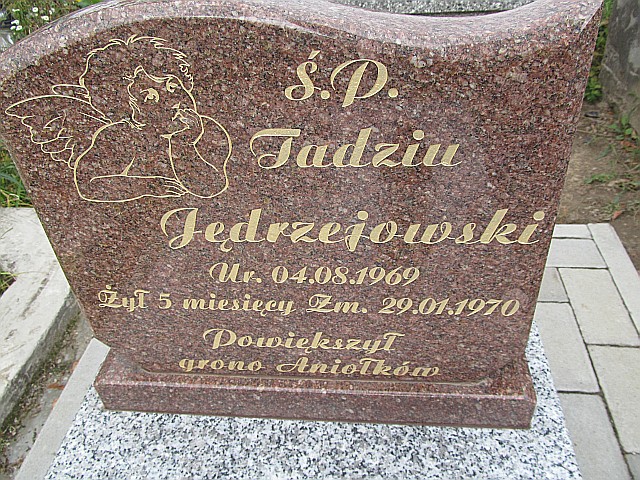 Ś.P.
Tadziu
Jędrzejowski
Ur. 04.08.1969
Żył 5 miesięcy Zm. 29.01.1970
Powiększył
grono Aniołków